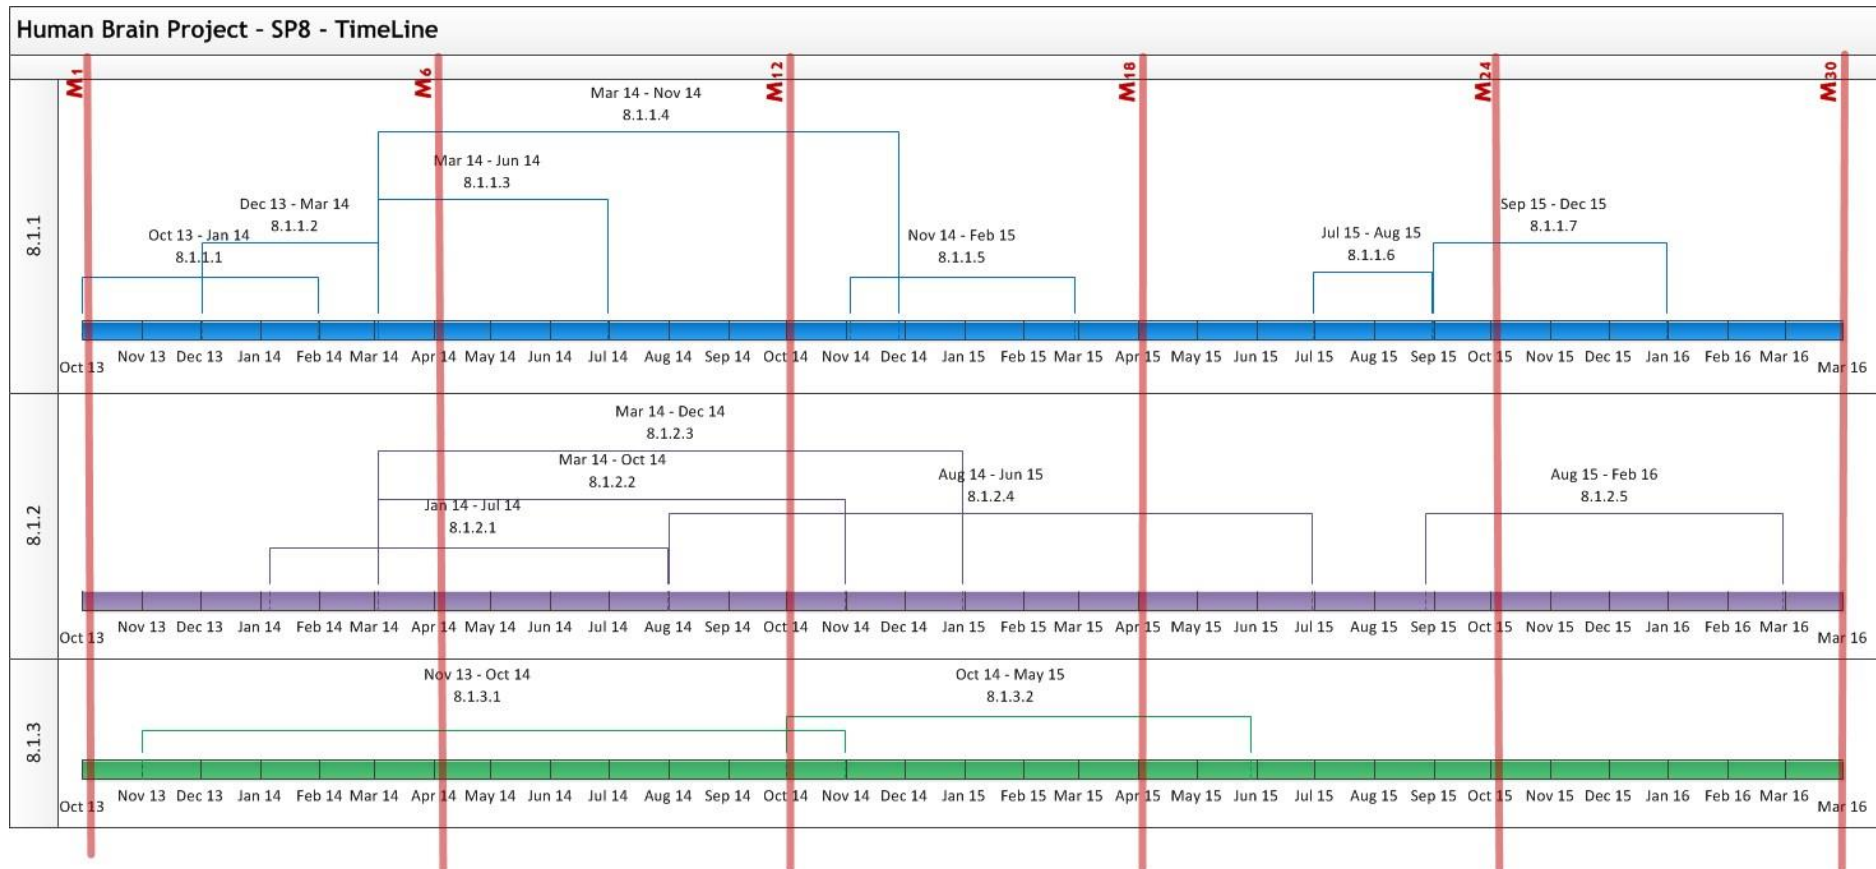 Human Brain Project - SP8 - TimeLine
M1 M6 M12 M18 M24 M30
8.1.1
Mar 14 - Nov 14
8.1.1.4
Mar 14 - Jun 14
8.1.1.3
Dec 13 - Mar 14
8.1.1.2
Oct 13 - Jan 14
8.1.1.1
Nov 14 - Feb 15
8.1.1.5
Jul 15 - Aug 15
8.1.1.6
Sep 15 - Dec 15
8.1.1.7
Oct 13 Nov 13 Dec 13 Jan 14 Feb 14 Mar 14 Apr 14 May 14 Jun 14 Jul 14 Aug 14 Sep 14 Oct 14 Nov 14 Dec 14 Jan 15 Feb 15 Mar 15 Apr 15 May 15 Jun 15 Jul 15 Aug 15 Sep 15 Oct 15 Nov 15 Dec 15 Jan 16 Feb 16 Mar 16 Mar 16
8.1.2
Mar 14 - Dec 14
8.1.2.3
Mar 14 - Oct 14
8.1.2.2
Jan 14 - Jul 14
8.1.2.1
Aug 14 - Jun 15
8.1.2.4
Aug 15 - Feb 16
8.1.2.5
Oct 13 Nov 13 Dec 13 Jan 14 Feb 14 Mar 14 Apr 14 May 14 Jun 14 Jul 14 Aug 14 Sep 14 Oct 14 Nov 14 Dec 14 Jan 15 Feb 15 Mar 15 Apr 15 May 15 Jun 15 Jul 15 Aug 15 Sep 15 Oct 15 Nov 15 Dec 15 Jan 16 Feb 16 Mar 16 Mar 16
8.1.3
Nov 13 - Oct 14
8.1.3.1
Oct 14 - May 15
8.1.3.2
Oct 13 Nov 13 Dec 13 Jan 14 Feb 14 Mar 14 Apr 14 May 14 Jun 14 Jul 14 Aug 14 Sep 14 Oct 14 Nov 14 Dec 14 Jan 15 Feb 15 Mar 15 Apr 15 May 15 Jun 15 Jul 15 Aug 15 Sep 15 Oct 15 Nov 15 Dec 15 Jan 16 Feb 16 Mar 16 Mar 16